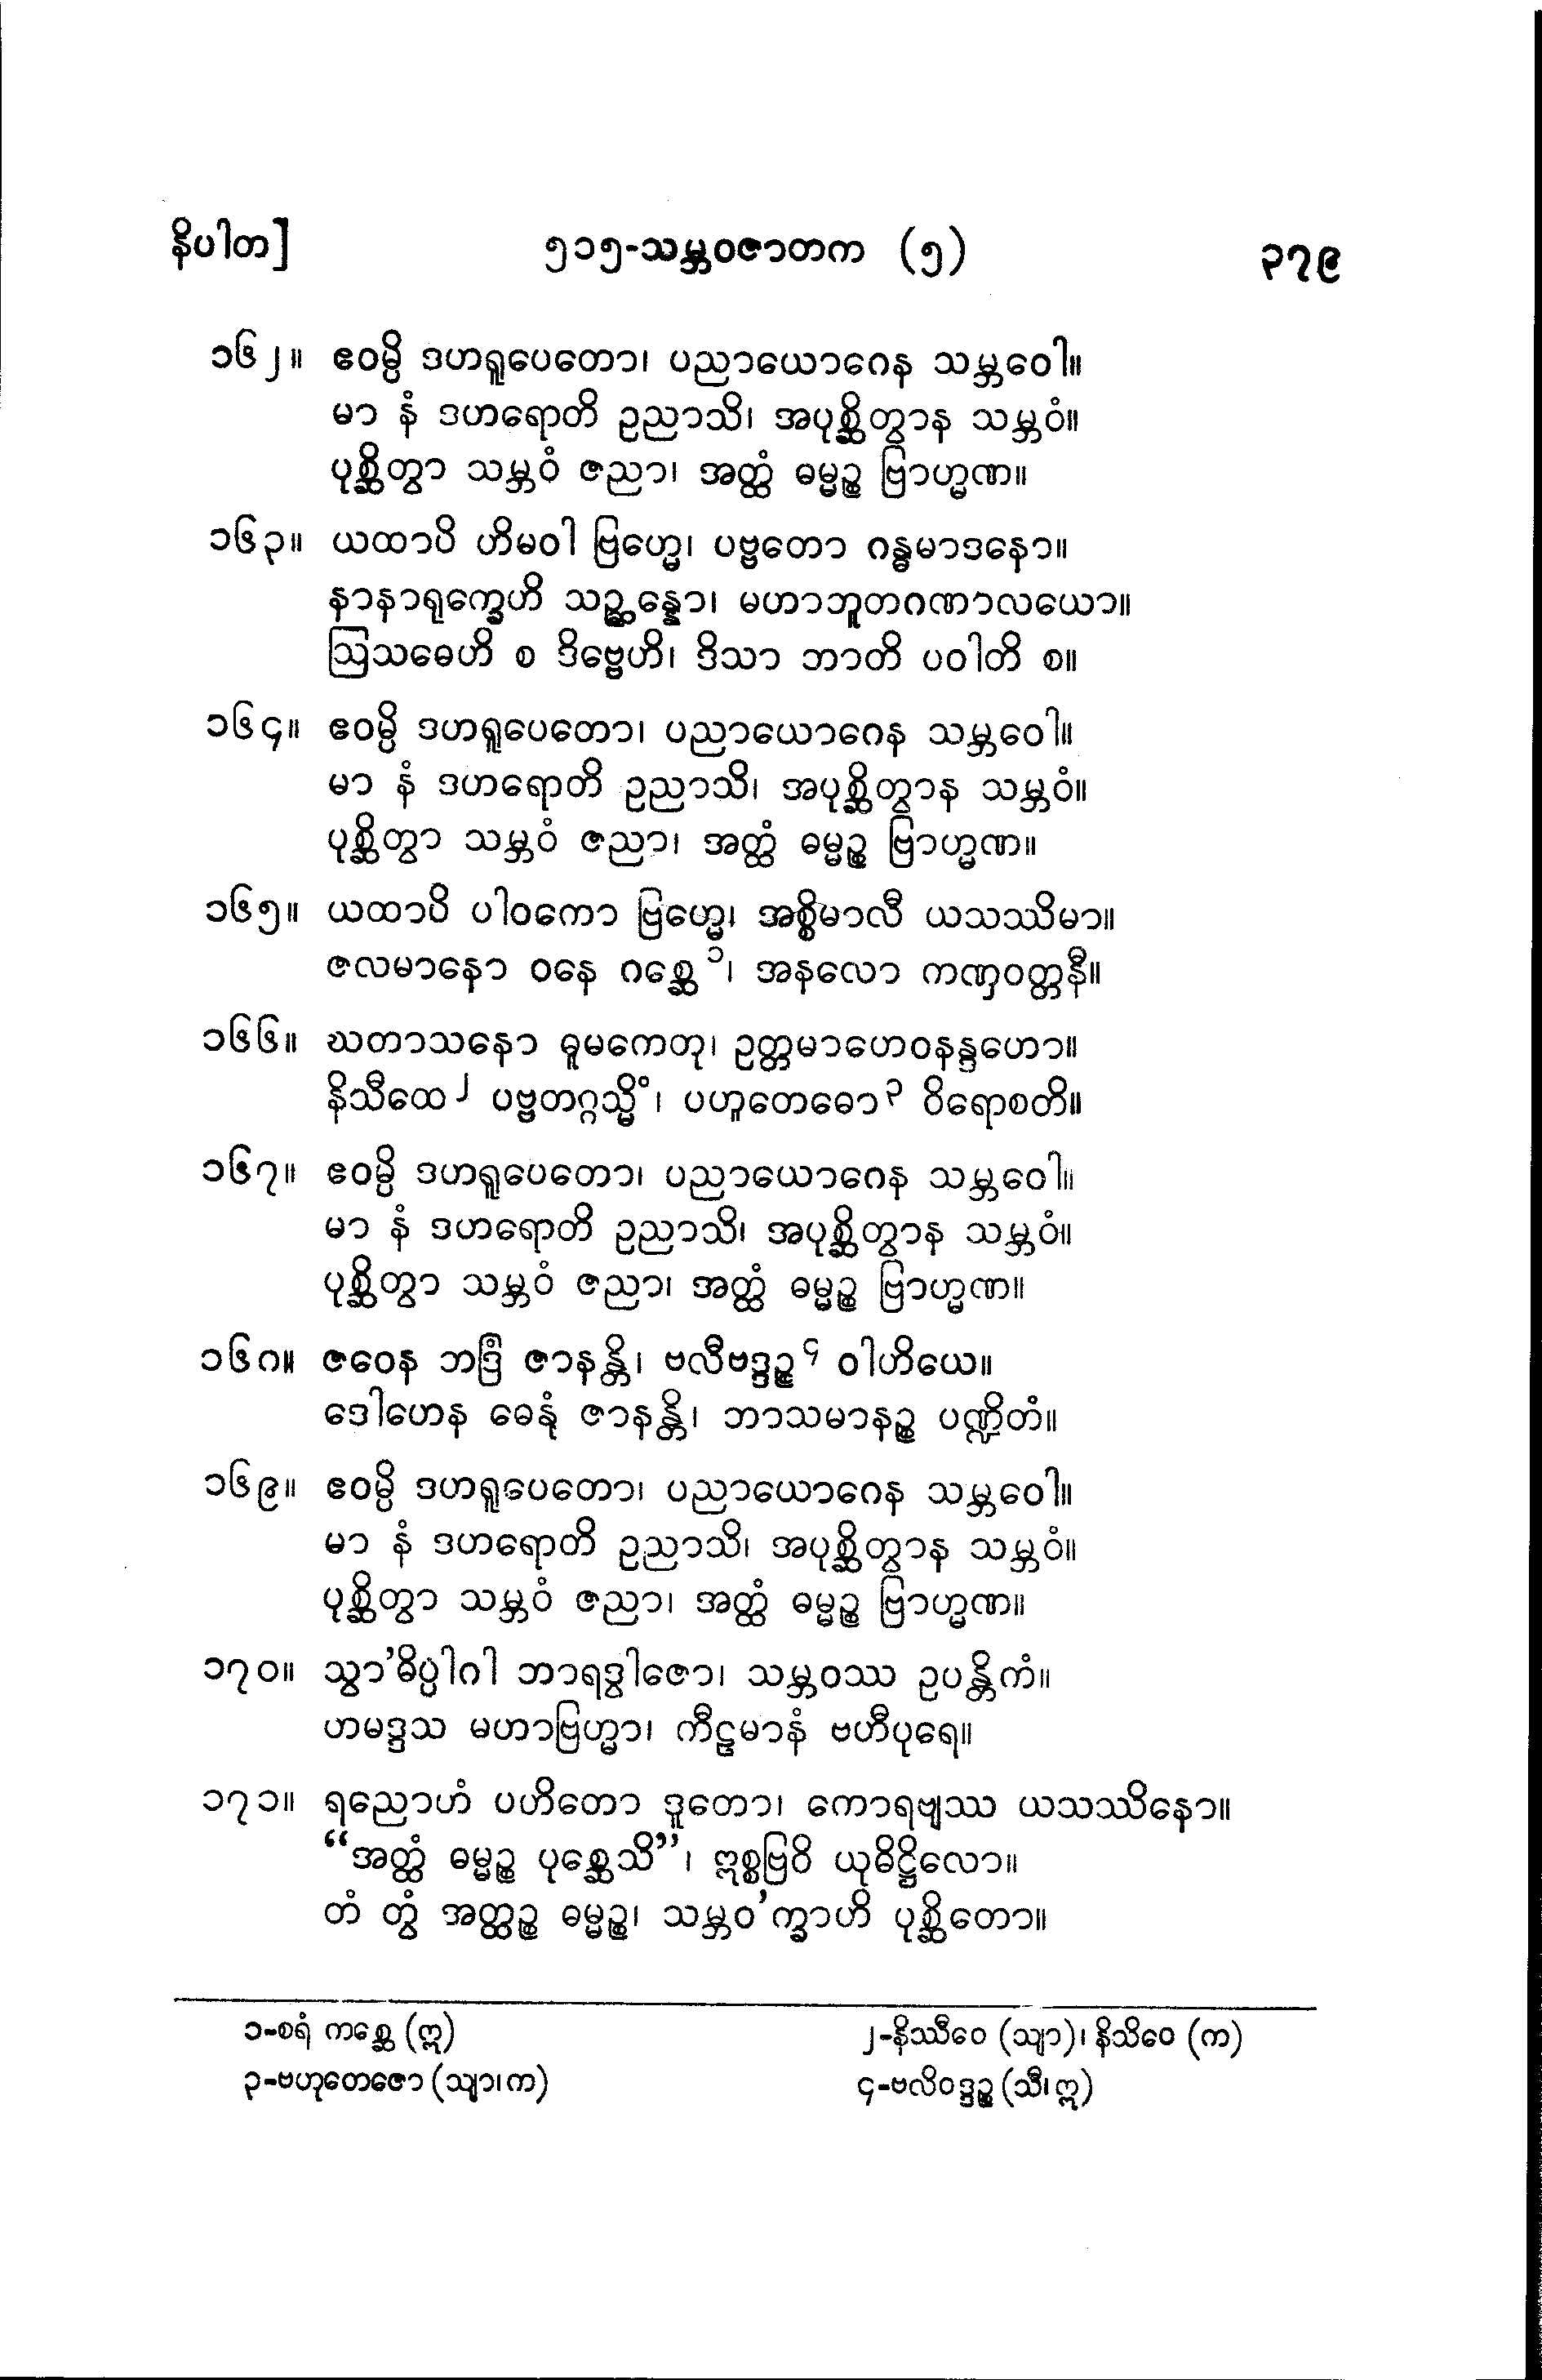 နိပါတ] ၅၁၅-သမ္ဘဝဇာတက (၅) ၃၇၉
၁၆၂။ ဧဝမ္ပိ ဒဟရူပေတော၊ ပညာယောဂေန သမ္ဘဝေါ။
မာ နံ ဒဟရောတိ ဥညာသိ၊ အပုစ္ဆိတွာန သမ္ဘဝံ။
ပုစ္ဆိတွာ သမ္ဘဝံ ဇညာ၊ အတ္ထံ ဓမ္မဉ္စ ဗြာဟ္မဏ။
၁၆၃။ ယထာပိ ဟိမဝါ ဗြဟ္မေ၊ ပဗ္ဗတော ဂန္ဓမာဒနော။
နာနာရုက္ခေဟိ သဉ္ဆန္နော၊ မဟာဘူတဂဏာလယော။
ဩသဓေဟိ စ ဒိဗ္ဗေဟိ၊ ဒိသာ ဘာတိ ပဝါတိ စ။
၁၆၄။ ဧဝမ္ပိ ဒဟရူပေတော၊ ပညာယောဂေန သမ္ဘဝေါ။
မာ နံ ဒဟရောတိ ဥညာသိ၊ အပုစ္ဆိတွာန သမ္ဘဝံ။
ပုစ္ဆိတွာ သမ္ဘဝံ ဇညာ၊ အတ္ထံ ဓမ္မဉ္စ ဗြာဟ္မဏ။
၁၆၅။ ယထာပိ ပါဝကော ဗြဟ္မေ၊ အစ္စိမာလီ ယသဿိမာ။
ဇလမာနော ဝနေ ဂစ္ဆေ ၁၊ အနလော ကဏှဝတ္တနီ။
၁၆၆။ ဃတာသနော ဓူမကေတု၊ ဥတ္တမာဟေဝနန္ဒဟော။
နိသီထေ ၂ ပဗ္ဗတဂ္ဂသ္မိံ၊ ပဟူတေဓော ၃ ဝိရောစတိ။
၁၆၇။ ဧဝမ္ပိ ဒဟရူပေတော၊ ပညာယောဂေန သမ္ဘဝေါ။
မာ နံ ဒဟရောတိ ဥညာသိ၊ အပုစ္ဆိတွာန သမ္ဘဝံ။
ပုစ္ဆိတွာ သမ္ဘဝံ ဇညာ၊ အတ္ထံ ဓမ္မဉ္စ ဗြာဟ္မဏ။
၁၆၈။ ဇဝေန ဘဒြံ ဇာနန္တိ၊ ဗလီဗဒ္ဒဉ္စ ၄ ဝါဟိယေ။
ဒေါဟေန ဓေနုံ ဇာနန္တိ၊ ဘာသမာနဉ္စ ပဏ္ဍိတံ။
၁၆၉။ ဧဝမ္ပိ ဒဟရူပေတော၊ ပညာယောဂေန သမ္ဘဝေါ။
မာ နံ ဒဟရောတိ ဥညာသိ၊ အပုစ္ဆိတွာန သမ္ဘဝံ။
ပုစ္ဆိတွာ သမ္ဘဝံ ဇညာ၊ အတ္ထံ ဓမ္မဉ္စ ဗြာဟ္မဏ။
၁၇၀။ သွာ’ဓိပ္ပါဂါ ဘာရဒွါဇော၊ သမ္ဘဝဿ ဥပန္တိကံ။
ဟမဒ္ဒသ မဟာဗြဟ္မာ၊ ကီဠမာနံ ဗဟီပုရေ။
၁၇၁။ ရညောဟံ ပဟိတော ဒူတော၊ ကောရဗျဿ ယသဿိနော။
“အတ္ထံ ဓမ္မဉ္စ ပုစ္ဆေသိ”၊ ဣစ္စဗြဝိ ယုဓိဋ္ဌိလော။
တံ တွံ အတ္ထဉ္စ ဓမ္မဉ္စ၊ သမ္ဘဝ’က္ခာဟိ ပုစ္ဆိတော။
၁-စရံ ကစ္ဆေ (ဣ) ၂-နိဿီဝေ (သျာ)၊ နိသိဝေ (က)
၃-ဗဟုတေဇော (သျာ၊က) ၄-ဗလိဝဒ္ဒဉ္စ (သီ၊ဣ)